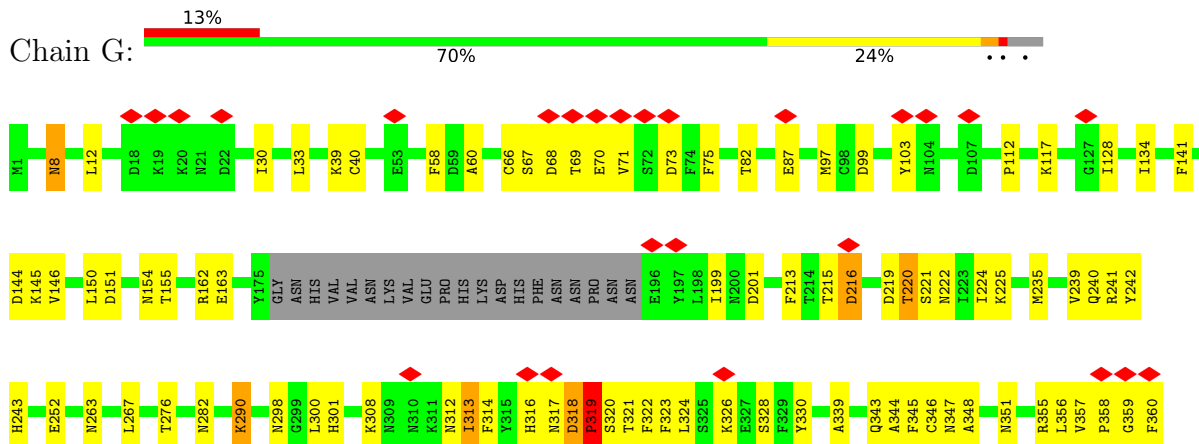 13%
Chain G:
70% 24% • • •
M1 N8 L12 D18 K19 K20 N21 D22 I30 L33 K39 C40 E53 F58 D59 A60 C66 S67 D68 T69 E70 V71 S72 D73 F74 F75 T82 E87 M97 C98 D99 Y103 N104 D107 P112 K117 G127 I128 I134 F141
D144 K145 V146 L150 D151 N154 T155 R162 E163 Y175 GLY ASN HIS VAL VAL ASN LYS VAL GLU PRO HIS LYS ASP HIS PHE ASN ASN PRO ASN ASN E196 Y197 L198 I199 N200 D201 F213 T214 T215 D216 D219 T220 S221 N222 I223 I224 K225 M235 V239 Q240 R241 Y242
H243 E252 N263 L267 T276 N282 K290 N298 G299 L300 H301 K308 N309 N310 K311 N312 I313 F314 Y315 H316 N317 D318 P319 S320 T321 F322 F323 L324 S325 K326 E327 S328 F329 Y330 A339 Q343 A344 F345 C346 N347 A348 N351 R355 L356 V357 P358 G359 F360